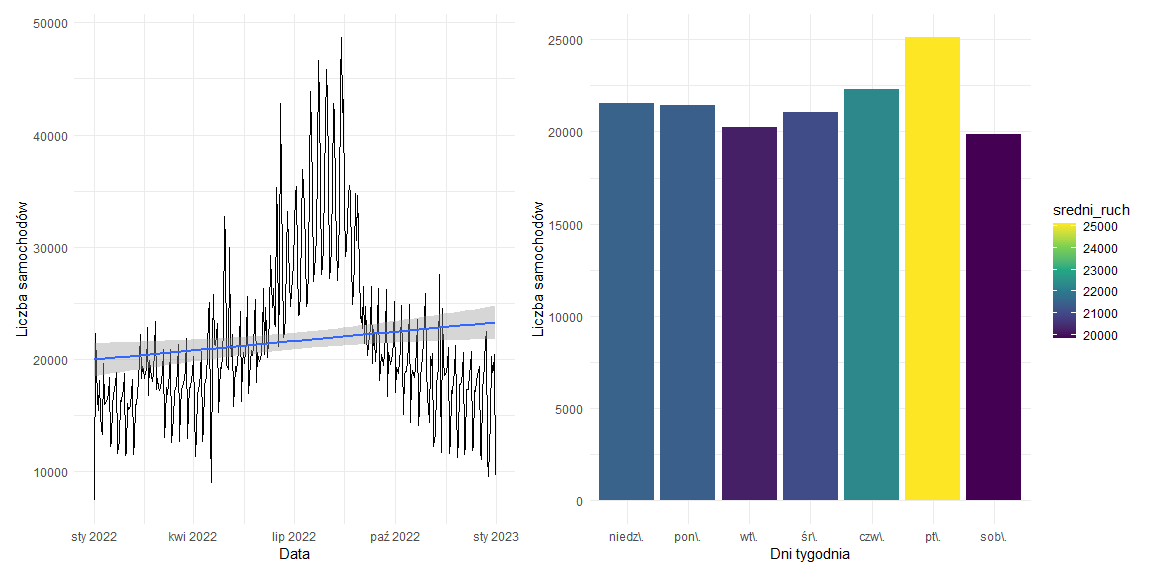 50000
40000
30000
20000
10000
Liczba samochodów
sty 2022
kwi 2022
lip 2022
paź 2022
sty 2023
Data
25000
20000
15000
10000
5000
0
Liczba samochodów
niedz\.
pon\.
wt\.
śr\.
czw\.
pt\.
sob\.
Dni tygodnia
sredni_ruch
25000
24000
23000
22000
21000
20000